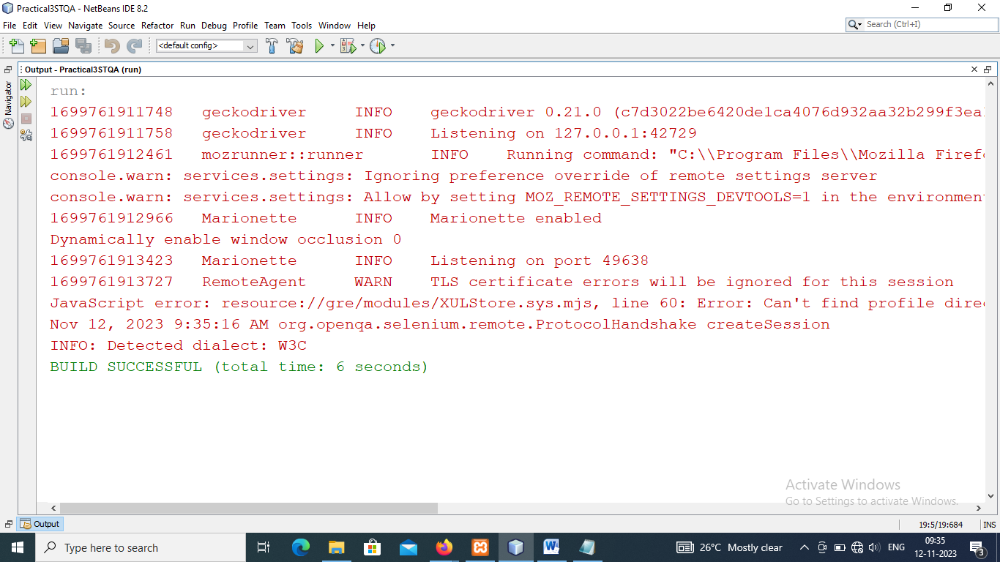 Practical3STQA - NetBeans IDE 8.2
File Edit View Navigate Source Refactor Run Debug Profile Team Tools Window Help
Search (Ctrl+I)
<default config>
Output - Practical3STQA (run)
Navigator
run:
1699761911748 geckodriver INFO geckodriver 0.21.0 (c7d3022be6420de1ca4076d932aa32b299f3ea
1699761911758 geckodriver INFO Listening on 127.0.0.1:42729
1699761912461 mozrunner::runner INFO Running command: "C:\\Program Files\\Mozilla Firefo
console.warn: services.settings: Ignoring preference override of remote settings server
console.warn: services.settings: Allow by setting MOZ_REMOTE_SETTINGS_DEVTOOLS=1 in the environmen
1699761912966 Marionette INFO Marionette enabled
Dynamically enable window occlusion 0
1699761913423 Marionette INFO Listening on port 49638
1699761913727 RemoteAgent WARN TLS certificate errors will be ignored for this session
JavaScript error: resource://gre/modules/XULStore.sys.mjs, line 60: Error: Can't find profile dire
Nov 12, 2023 9:35:16 AM org.openqa.selenium.remote.ProtocolHandshake createSession
INFO: Detected dialect: W3C
BUILD SUCCESSFUL (total time: 6 seconds)
Activate Windows
Go to Settings to activate Windows.
Output
19:5/19:684 INS
Type here to search
26°C Mostly clear
ENG
09:35
12-11-2023
3